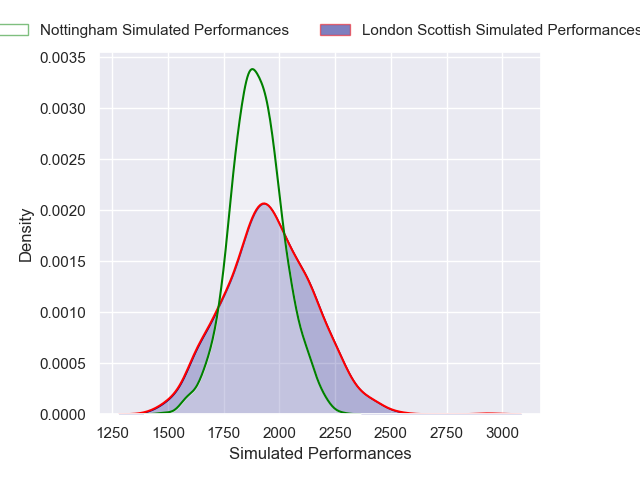 Nottingham Simulated Performances London Scottish Simulated Performances
0.0035
0.0030
0.0025
0.0020
0.0015
0.0010
0.0005
0.0000
Density
1250 1500 1750 2000 2250 2500 2750 3000
Simulated Performances